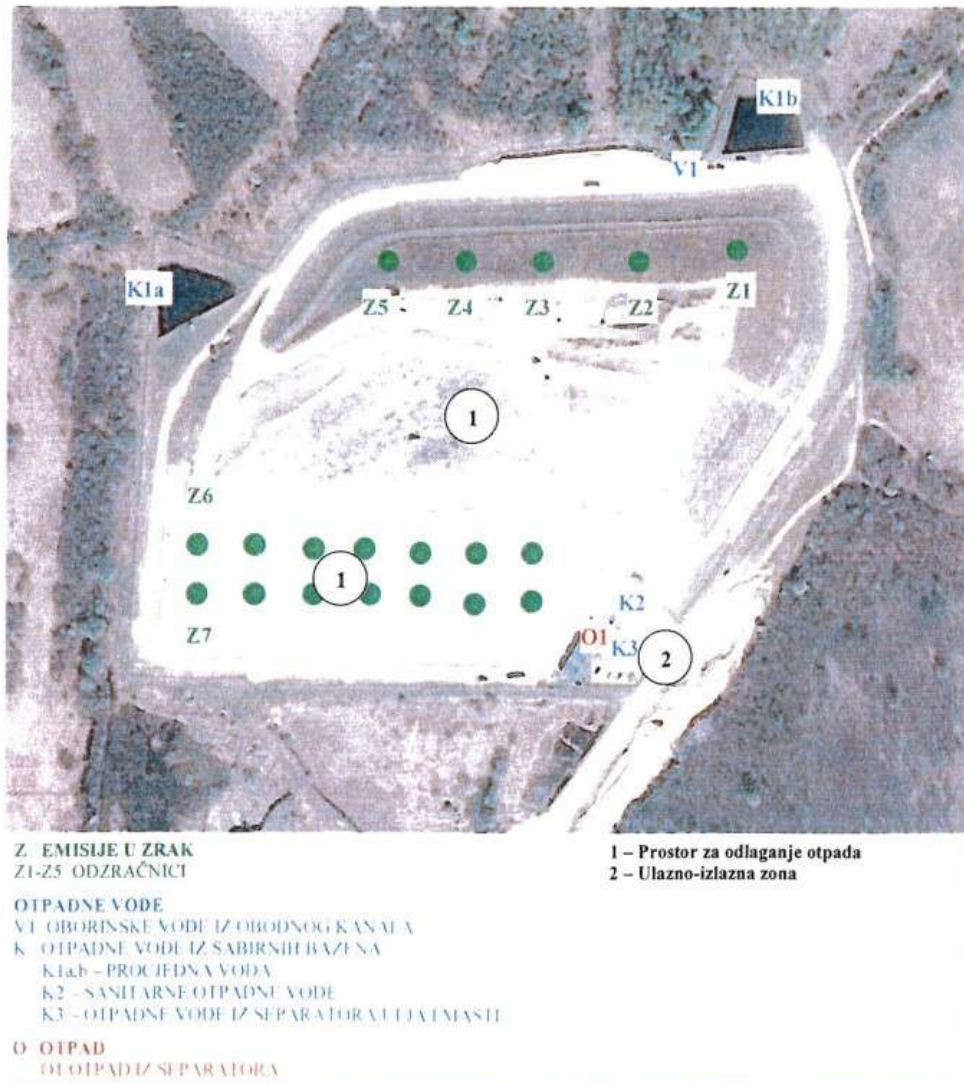 K1b
V1
K1a
Z5 Z4 Z3 Z2 Z1
1
Z6
1
K2
Z7
O1 K3
2
Z EMISIJE U ZRAK
Z1-Z5 ODZRAČNICI
1 – Prostor za odlaganje otpada
2 – Ulazno-izlazna zona
OTPADNE VODE
V1 OBORINSKE VODE IZ OBODNOG KANALA
K OTPADNE VODE IZ SABIRNIH BAZENA
K1a,b – PROCJEDNA VODA
K2 – SANITARNE OTPADNE VODE
K3 – OTPADNE VODE IZ SEPARATORA ULJA I MASTI
O OTPAD
O1 OTPAD IZ SEPARATORA